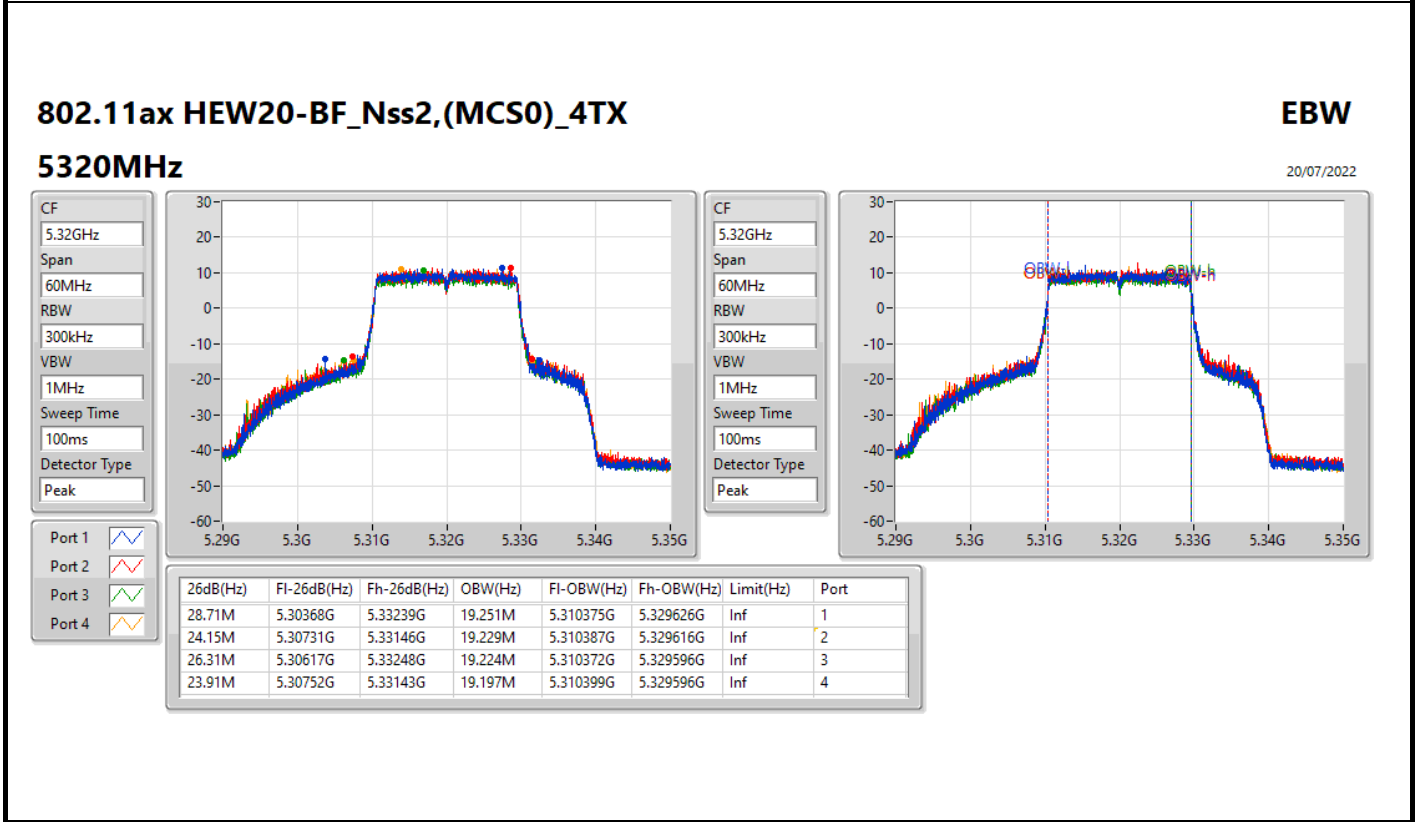 802.11ax HEW20-BF_Nss2,(MCS0)_4TX
EBW
5320MHz
20/07/2022
CF
5.32GHz
Span
60MHz
RBW
300kHz
VBW
1MHz
Sweep Time
100ms
Detector Type
Peak
30
20
10
0
-10
-20
-30
-40
-50
-60
5.29G 5.3G 5.31G 5.32G 5.33G 5.34G 5.35G
CF
5.32GHz
Span
60MHz
RBW
300kHz
VBW
1MHz
Sweep Time
100ms
Detector Type
Peak
30
20
10
0
-10
-20
-30
-40
-50
-60
OBW-l
OBW-h
5.29G 5.3G 5.31G 5.32G 5.33G 5.34G 5.35G
Port 1
Port 2
Port 3
Port 4
26dB(Hz) Fl-26dB(Hz) Fh-26dB(Hz) OBW(Hz) Fl-OBW(Hz) Fh-OBW(Hz) Limit(Hz) Port
28.71M 5.30368G 5.33239G 19.251M 5.310375G 5.329626G Inf 1
24.15M 5.30731G 5.33146G 19.229M 5.310387G 5.329616G Inf 2
26.31M 5.30617G 5.33248G 19.224M 5.310372G 5.329596G Inf 3
23.91M 5.30752G 5.33143G 19.197M 5.310399G 5.329596G Inf 4